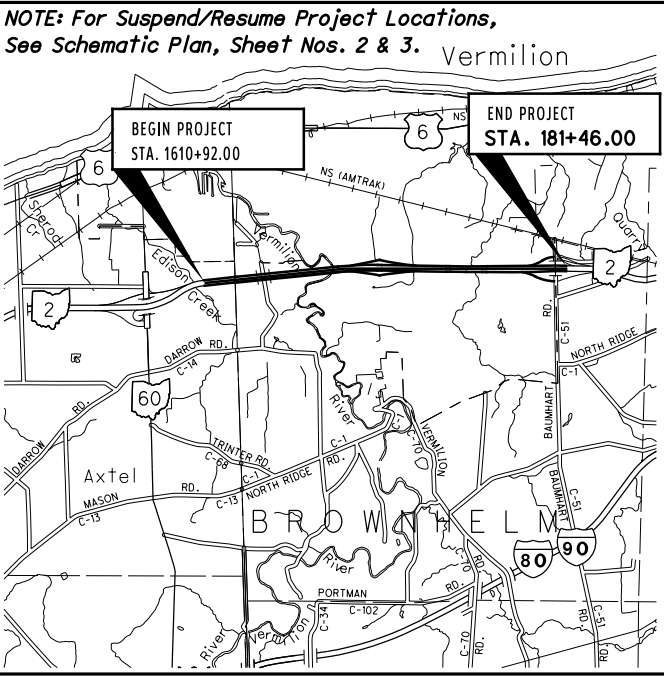 NOTE: For Suspend/Resume Project Locations,
See Schematic Plan, Sheet Nos. 2 & 3.
Vermilion
BEGIN PROJECT
STA. 1610+92.00
END PROJECT
STA. 181+46.00
6
NS
6
NS (AMTRAK)
Sherod
Cr
Vermilion
Edison
Creek
Quarr
2
2
RD.
C-51
DARROW RD.
C-14
NORTH RIDGE
C-1
60
River
RD.
DARROW
TRINTER RD.
C-68
C-1
RD.
VERMILION
C-70
BAUMHART
Axtel
MASON RD.
C-13
C-1
C-13 NORTH RIDGE
BROWNHELM
BAUMHART
C-51
80
90
River
PORTMAN RD.
C-102
C-34
C-70
RD.
C-70
RD.
C-51
RD.
River
Vermilion